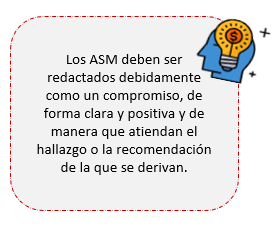 Los ASM deben ser
redactados debidamente
como un compromiso, de
forma clara y positiva y de
manera que atiendan el
hallazgo o la recomendación
de la que se derivan.